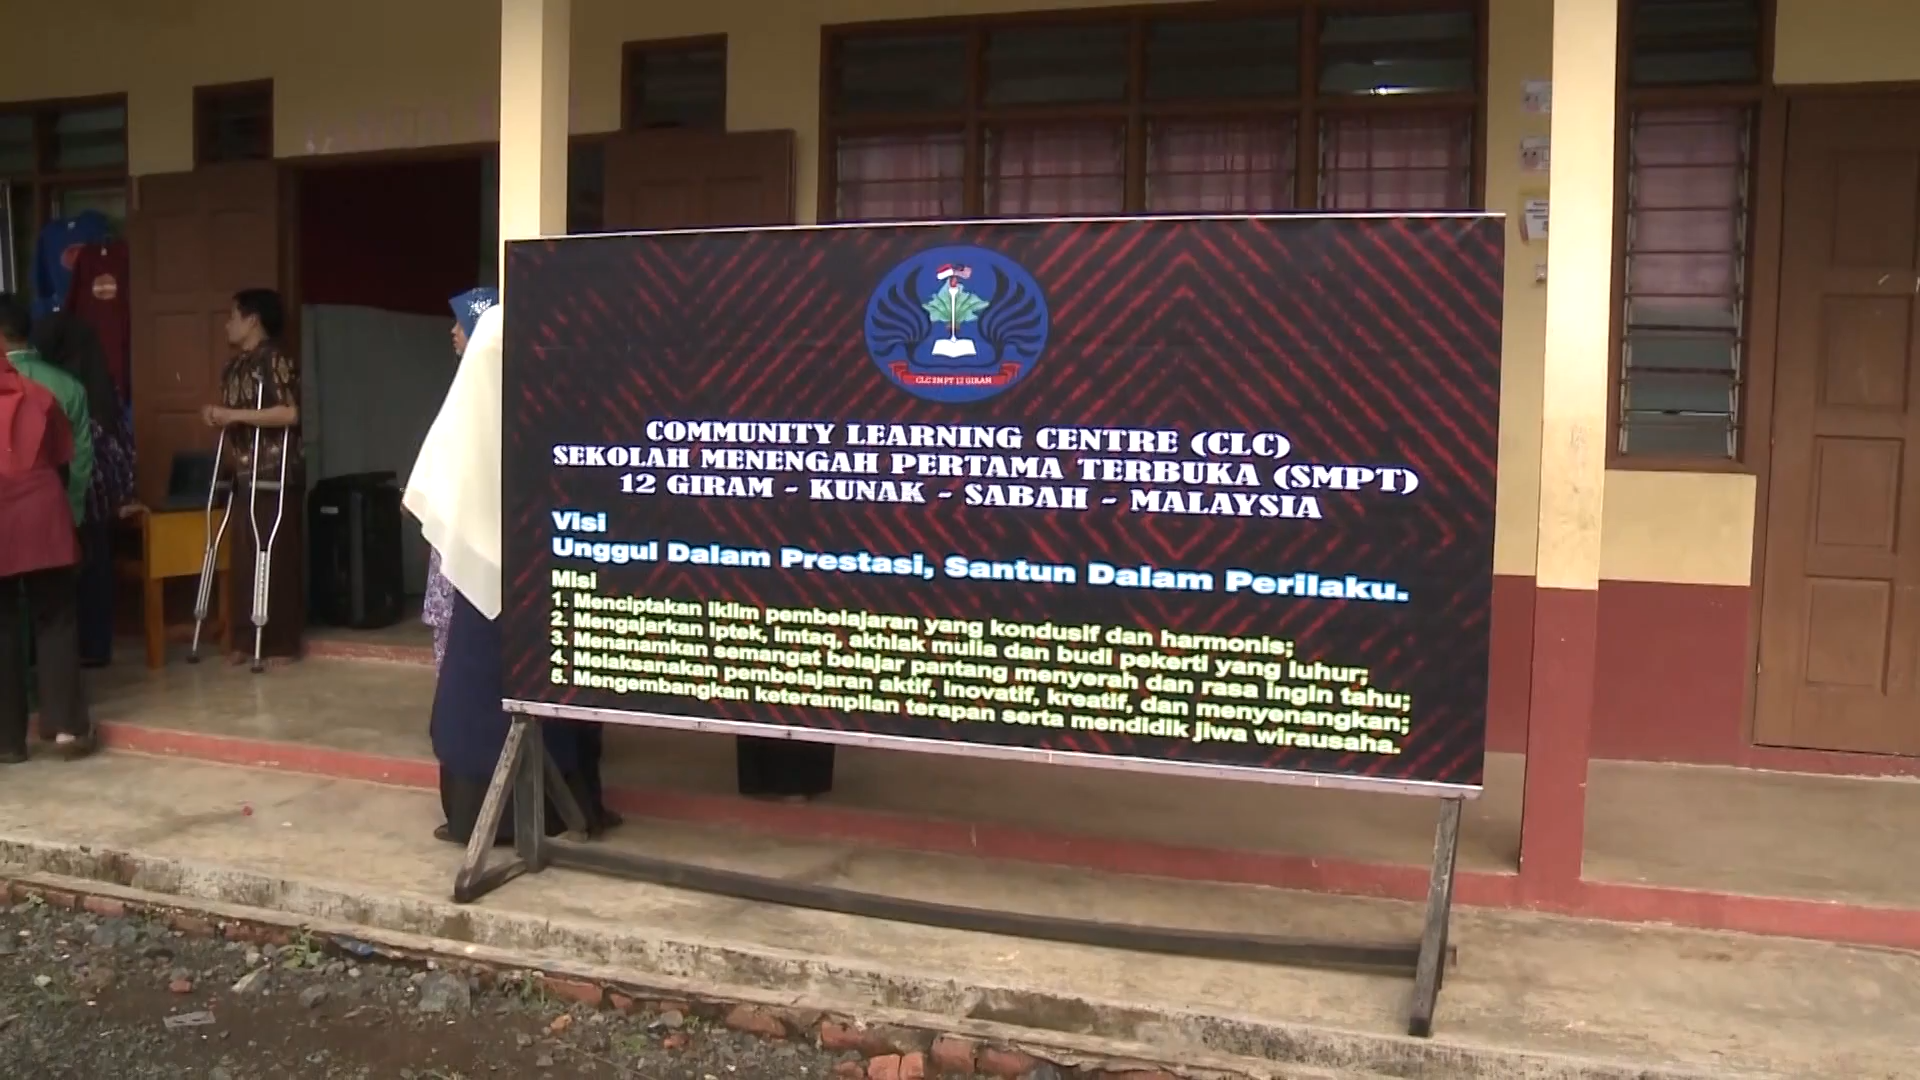 CLC SMPT 12 GIRAM
COMMUNITY LEARNING CENTRE (CLC)
SEKOLAH MENENGAH PERTAMA TERBUKA (SMPT)
12 GIRAM - KUNAK - SABAH - MALAYSIA
Visi
Unggul Dalam Prestasi, Santun Dalam Perilaku.
Misi
1. Menciptakan iklim pembelajaran yang kondusif dan harmonis;
2. Mengajarkan iptek, imtaq, akhlak mulia dan budi pekerti yang luhur;
3. Menanamkan semangat belajar pantang menyerah dan rasa ingin tahu;
4. Melaksanakan pembelajaran aktif, inovatif, kreatif, dan menyenangkan;
5. Mengembangkan keterampilan terapan serta mendidik jiwa wirausaha.